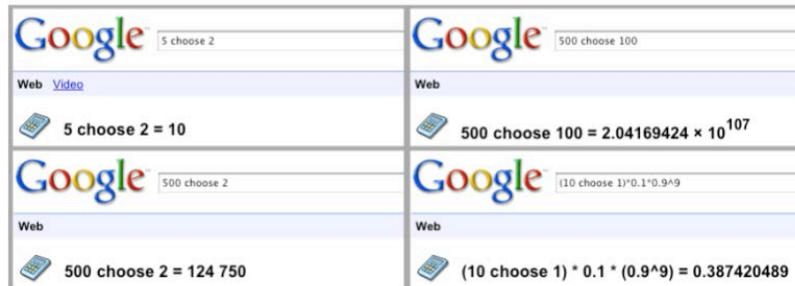 Google 5 choose 2
Web Video
5 choose 2 = 10
Google 500 choose 100
Web
500 choose 100 = 2.04169424 × 10^107
Google 500 choose 2
Web
500 choose 2 = 124 750
Google (10 choose 1)*0.1*0.9^9
Web
(10 choose 1) * 0.1 * (0.9^9) = 0.387420489